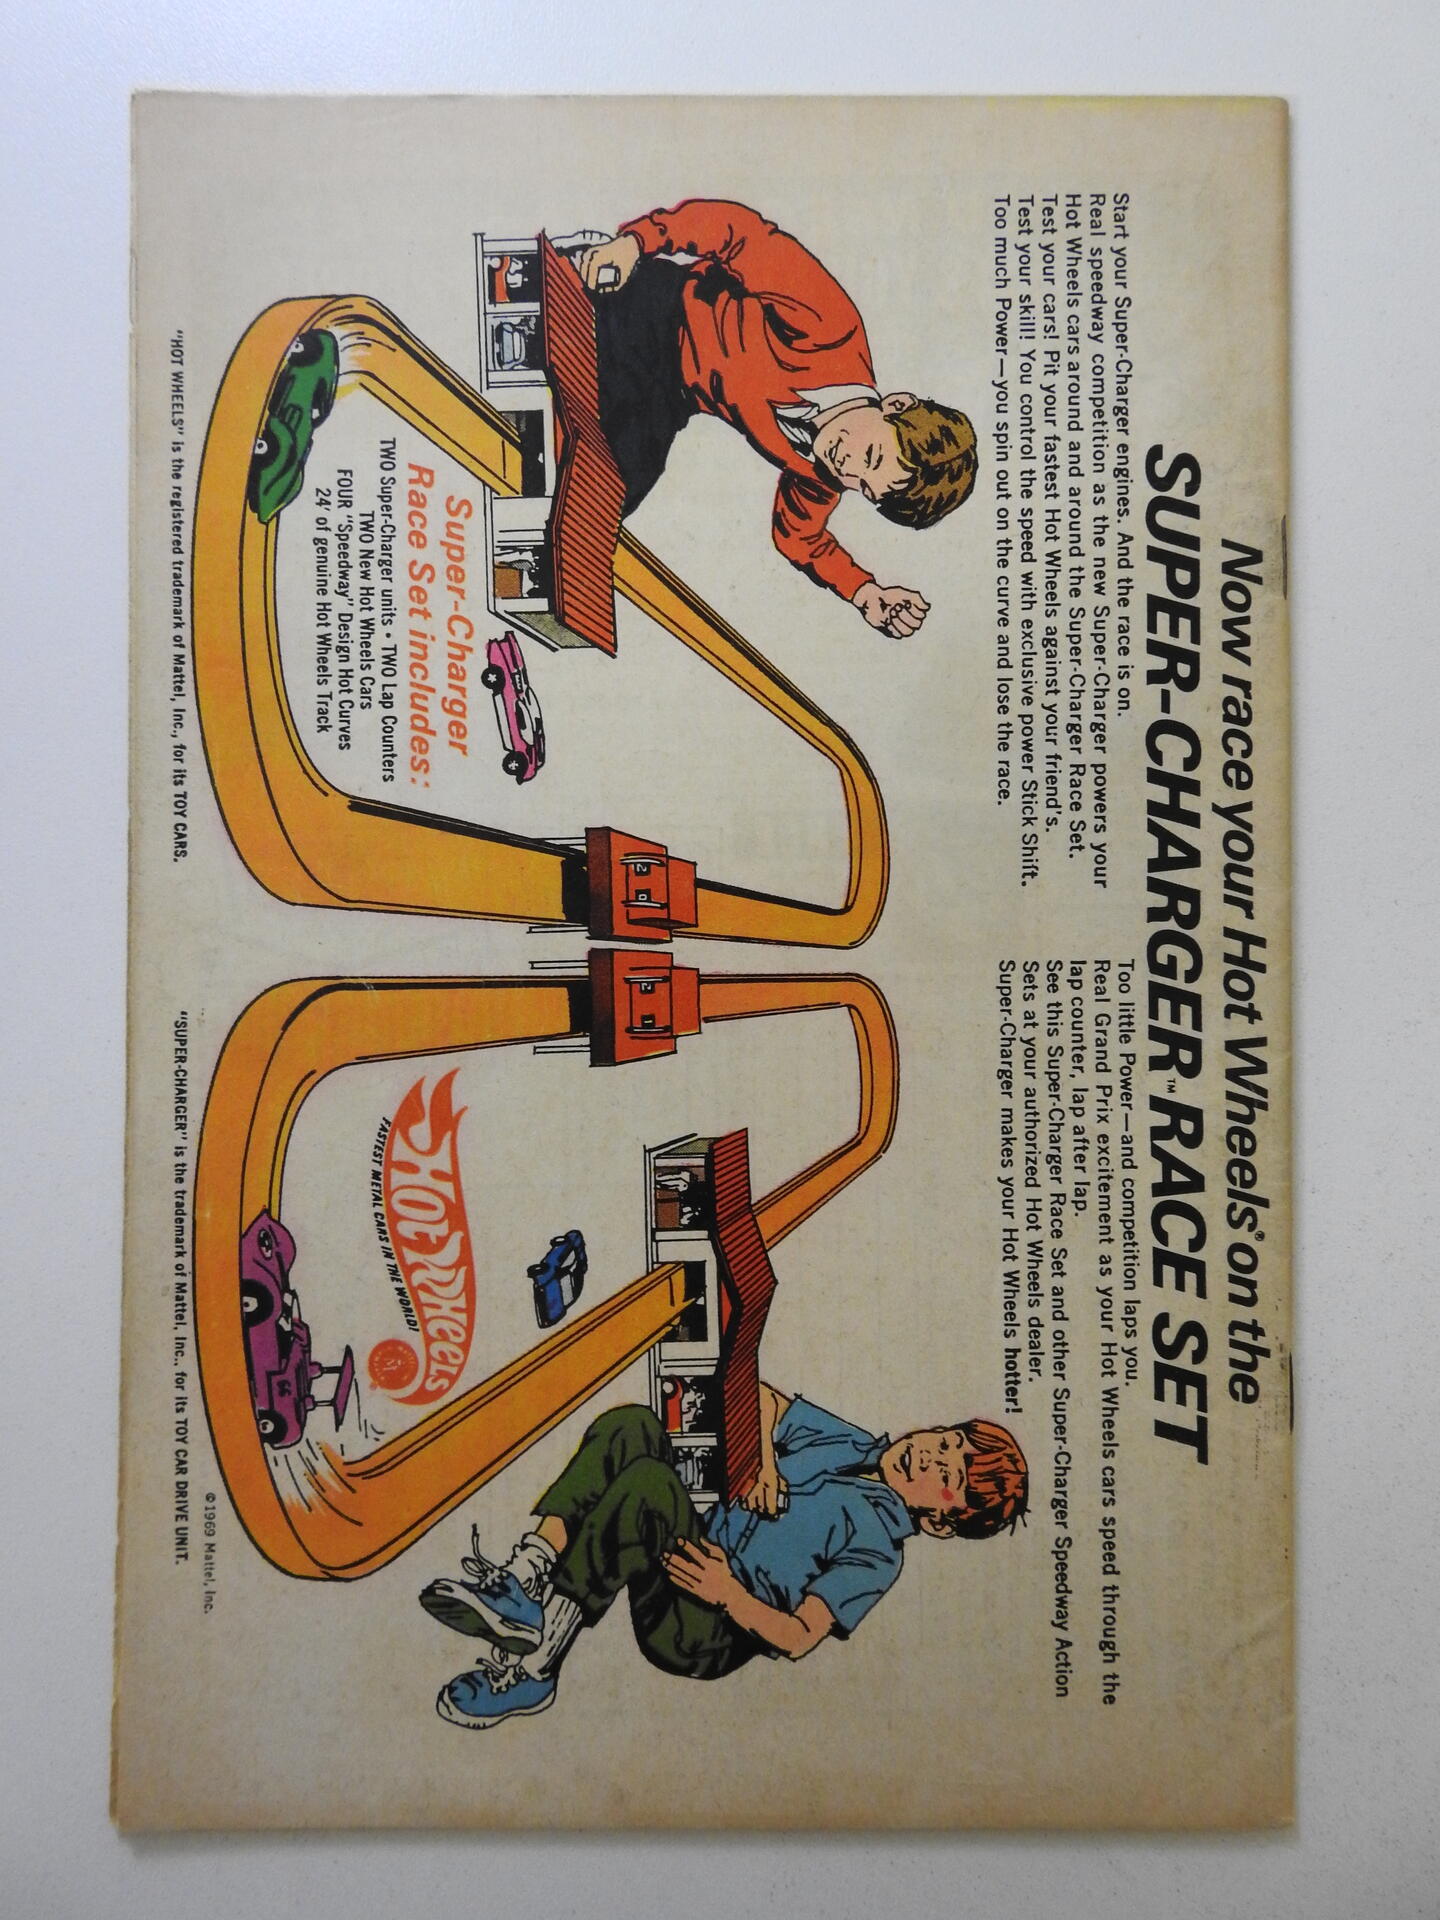 Now race your Hot Wheels® on the
SUPER-CHARGER™ RACE SET
Start your Super-Charger engines. And the race is on.
Real speedway competition as the new Super-Charger powers your
Hot Wheels cars around and around the Super-Charger Race Set.
Test your cars! Pit your fastest Hot Wheels against your friend's.
Test your skill! You control the speed with exclusive power Stick Shift.
Too much Power—you spin out on the curve and lose the race.
Too little Power—and competition laps you.
Real Grand Prix excitement as your Hot Wheels cars speed through the
lap counter, lap after lap.
See this Super-Charger Race Set and other Super-Charger Speedway Action
Sets at your authorized Hot Wheels dealer.
Super-Charger makes your Hot Wheels hotter!
2 0
2 1
Super-Charger
Race Set includes:
TWO Super-Charger units • TWO Lap Counters
TWO New Hot Wheels Cars
FOUR "Speedway" Design Hot Curves
24' of genuine Hot Wheels Track
HOT WHEELS
FASTEST METAL CARS IN THE WORLD!
66
©1969 Mattel, Inc.
"HOT WHEELS" is the registered trademark of Mattel, Inc., for its TOY CARS.
"SUPER-CHARGER" is the trademark of Mattel, Inc., for its TOY CAR DRIVE UNIT.